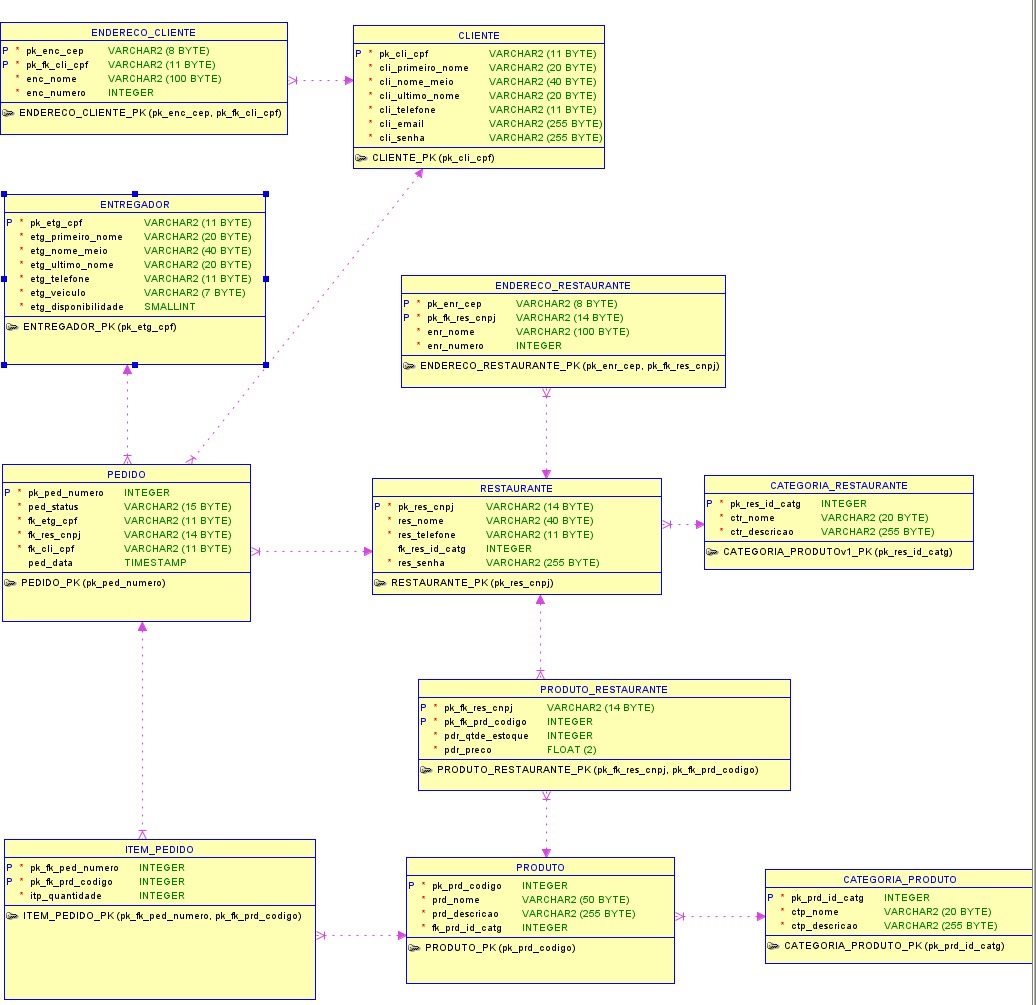 ENDERECO_CLIENTE
P * pk_enc_cep VARCHAR2 (8 BYTE)
P * pk_fk_cli_cpf VARCHAR2 (11 BYTE)
* enc_nome VARCHAR2 (100 BYTE)
* enc_numero INTEGER
ENDERECO_CLIENTE_PK (pk_enc_cep, pk_fk_cli_cpf)
CLIENTE
P * pk_cli_cpf VARCHAR2 (11 BYTE)
* cli_primeiro_nome VARCHAR2 (20 BYTE)
* cli_nome_meio VARCHAR2 (40 BYTE)
* cli_ultimo_nome VARCHAR2 (20 BYTE)
* cli_telefone VARCHAR2 (11 BYTE)
* cli_email VARCHAR2 (255 BYTE)
* cli_senha VARCHAR2 (255 BYTE)
CLIENTE_PK (pk_cli_cpf)
ENTREGADOR
P * pk_etg_cpf VARCHAR2 (11 BYTE)
* etg_primeiro_nome VARCHAR2 (20 BYTE)
* etg_nome_meio VARCHAR2 (40 BYTE)
* etg_ultimo_nome VARCHAR2 (20 BYTE)
* etg_telefone VARCHAR2 (11 BYTE)
* etg_veiculo VARCHAR2 (7 BYTE)
* etg_disponibilidade SMALLINT
ENTREGADOR_PK (pk_etg_cpf)
ENDERECO_RESTAURANTE
P * pk_enr_cep VARCHAR2 (8 BYTE)
P * pk_fk_res_cnpj VARCHAR2 (14 BYTE)
* enr_nome VARCHAR2 (100 BYTE)
* enr_numero INTEGER
ENDERECO_RESTAURANTE_PK (pk_enr_cep, pk_fk_res_cnpj)
PEDIDO
P * pk_ped_numero INTEGER
* ped_status VARCHAR2 (15 BYTE)
* fk_etg_cpf VARCHAR2 (11 BYTE)
* fk_res_cnpj VARCHAR2 (14 BYTE)
* fk_cli_cpf VARCHAR2 (11 BYTE)
ped_data TIMESTAMP
PEDIDO_PK (pk_ped_numero)
RESTAURANTE
P * pk_res_cnpj VARCHAR2 (14 BYTE)
* res_nome VARCHAR2 (40 BYTE)
* res_telefone VARCHAR2 (11 BYTE)
fk_res_id_catg INTEGER
* res_senha VARCHAR2 (255 BYTE)
RESTAURANTE_PK (pk_res_cnpj)
CATEGORIA_RESTAURANTE
P * pk_res_id_catg INTEGER
* ctr_nome VARCHAR2 (20 BYTE)
* ctr_descricao VARCHAR2 (255 BYTE)
CATEGORIA_PRODUTOv1_PK (pk_res_id_catg)
PRODUTO_RESTAURANTE
P * pk_fk_res_cnpj VARCHAR2 (14 BYTE)
P * pk_fk_prd_codigo INTEGER
* pdr_qtde_estoque INTEGER
* pdr_preco FLOAT (2)
PRODUTO_RESTAURANTE_PK (pk_fk_res_cnpj, pk_fk_prd_codigo)
ITEM_PEDIDO
P * pk_fk_ped_numero INTEGER
P * pk_fk_prd_codigo INTEGER
* itp_quantidade INTEGER
ITEM_PEDIDO_PK (pk_fk_ped_numero, pk_fk_prd_codigo)
PRODUTO
P * pk_prd_codigo INTEGER
* prd_nome VARCHAR2 (50 BYTE)
* prd_descricao VARCHAR2 (255 BYTE)
* fk_prd_id_catg INTEGER
PRODUTO_PK (pk_prd_codigo)
CATEGORIA_PRODUTO
P * pk_prd_id_catg INTEGER
* ctp_nome VARCHAR2 (20 BYTE)
* ctp_descricao VARCHAR2 (255 BYTE)
CATEGORIA_PRODUTO_PK (pk_prd_id_catg)